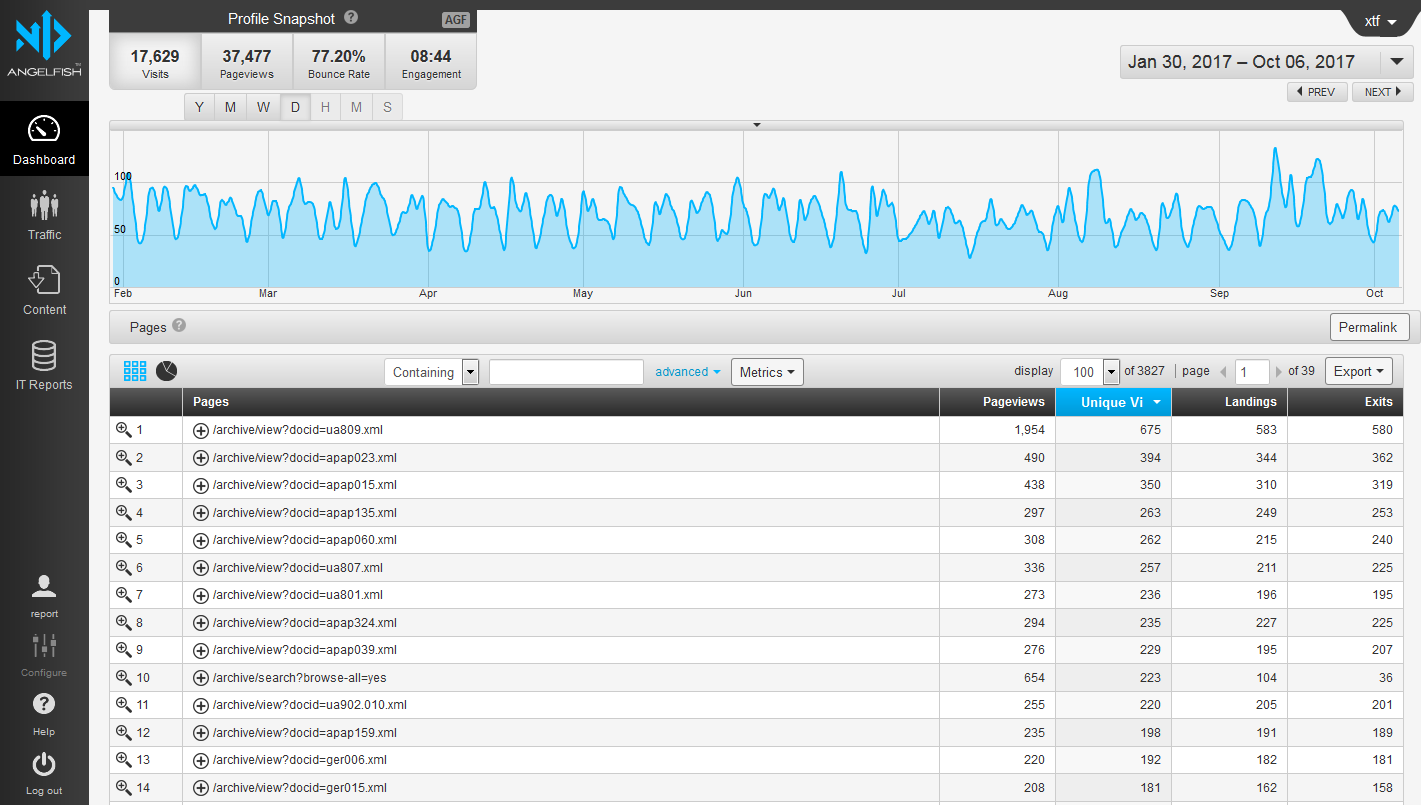 Profile Snapshot ? AGF
17,629 37,477 77.20% 08:44
Visits Pageviews Bounce Rate Engagement
xtf
Jan 30, 2017 – Oct 06, 2017
PREV NEXT
ANGELFISH™
Dashboard
Traffic
Content
IT Reports
report
Configure
? Help
Log out
Y M W D H M S
100
50
0
Feb Mar Apr May Jun Jul Aug Sep Oct
Pages ? Permalink
Containing advanced Metrics display 100 of 3827 | page 1 of 39 Export
Pages Pageviews Unique Vi Landings Exits
1 /archive/view?docid=ua809.xml 1,954 675 583 580
2 /archive/view?docid=apap023.xml 490 394 344 362
3 /archive/view?docid=apap015.xml 438 350 310 319
4 /archive/view?docid=apap135.xml 297 263 249 253
5 /archive/view?docid=apap060.xml 308 262 215 240
6 /archive/view?docid=ua807.xml 336 257 211 225
7 /archive/view?docid=ua801.xml 273 236 196 195
8 /archive/view?docid=apap324.xml 294 235 227 225
9 /archive/view?docid=apap039.xml 276 229 195 207
10 /archive/search?browse-all=yes 654 223 104 36
11 /archive/view?docid=ua902.010.xml 255 220 205 201
12 /archive/view?docid=apap159.xml 235 198 191 189
13 /archive/view?docid=ger006.xml 220 192 182 181
14 /archive/view?docid=ger015.xml 208 181 162 158